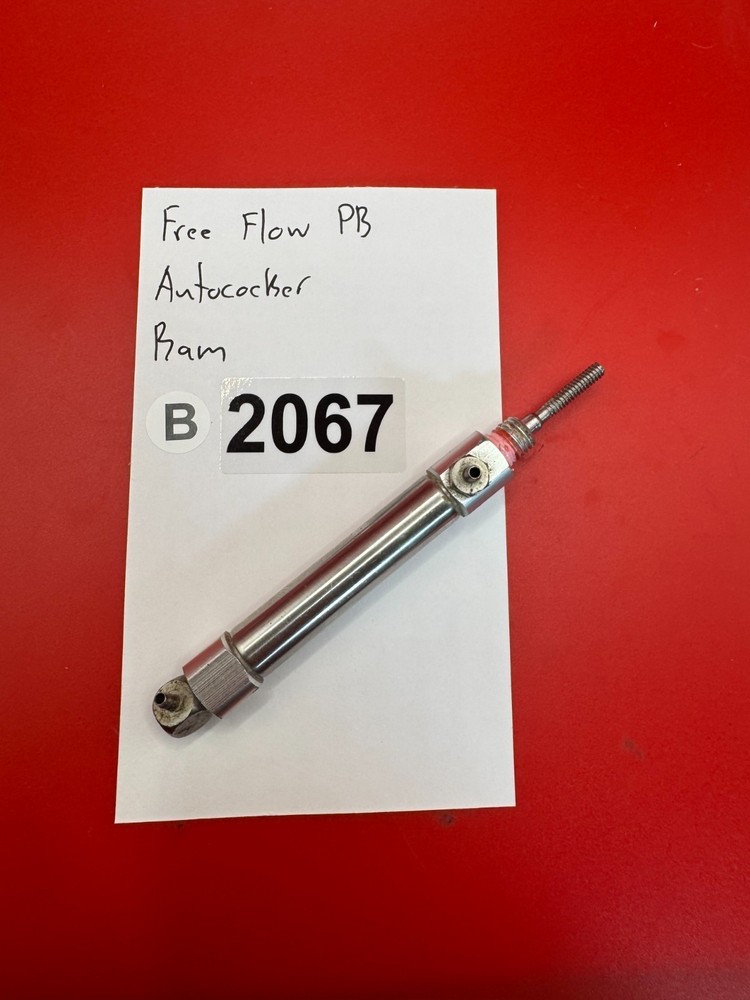 Free Flow PB
Autococker
Ram
B 2067